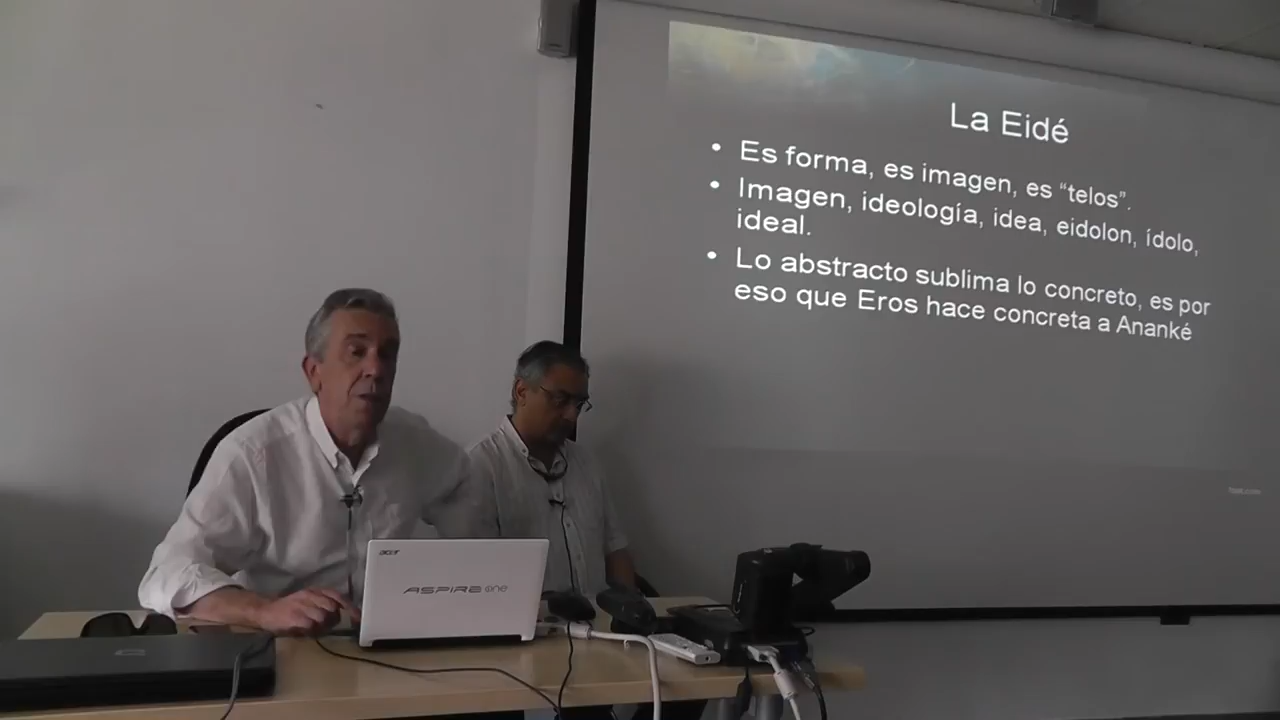 La Eidé
• Es forma, es imagen, es “telos”.
• Imagen, ideología, idea, eidolon, ídolo,
ideal.
• Lo abstracto sublima lo concreto, es por
eso que Eros hace concreta a Ananké
acer
ASPIRE one